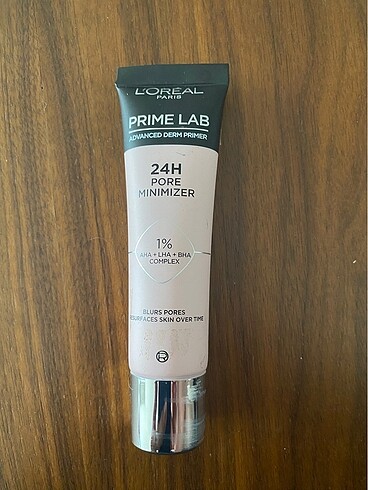 L'ORÉAL
PARIS
PRIME LAB
ADVANCED DERM PRIMER
24H
PORE
MINIMIZER
1%
AHA + LHA + BHA
COMPLEX
BLURS PORES
RESURFACES SKIN OVER TIME